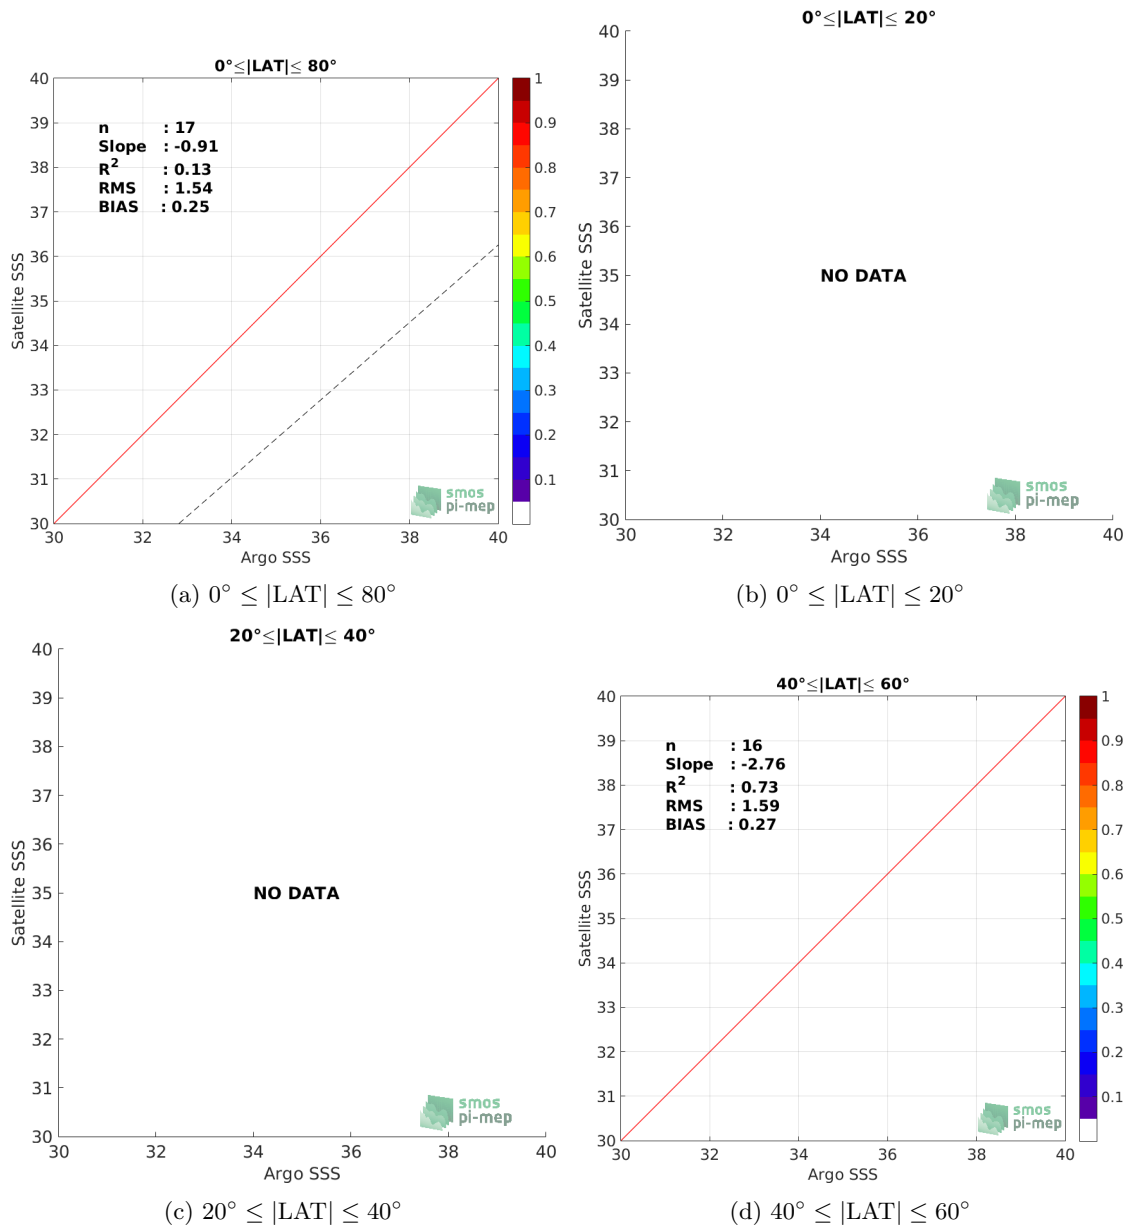 0°≤|LAT|≤ 80°
40
39
38
37
36
35
34
33
32
31
30
Satellite SSS
n : 17
Slope : -0.91
R² : 0.13
RMS : 1.54
BIAS : 0.25
smos
pi-mep
30 32 34 36 38 40
Argo SSS
1
0.9
0.8
0.7
0.6
0.5
0.4
0.3
0.2
0.1
(a) 0° ≤ |LAT| ≤ 80°
0°≤|LAT|≤ 20°
40
39
38
37
36
35
34
33
32
31
30
Satellite SSS
NO DATA
smos
pi-mep
30 32 34 36 38 40
Argo SSS
(b) 0° ≤ |LAT| ≤ 20°
20°≤|LAT|≤ 40°
40
39
38
37
36
35
34
33
32
31
30
Satellite SSS
NO DATA
smos
pi-mep
30 32 34 36 38 40
Argo SSS
(c) 20° ≤ |LAT| ≤ 40°
40°≤|LAT|≤ 60°
40
39
38
37
36
35
34
33
32
31
30
Satellite SSS
n : 16
Slope : -2.76
R² : 0.73
RMS : 1.59
BIAS : 0.27
smos
pi-mep
30 32 34 36 38 40
Argo SSS
1
0.9
0.8
0.7
0.6
0.5
0.4
0.3
0.2
0.1
(d) 40° ≤ |LAT| ≤ 60°